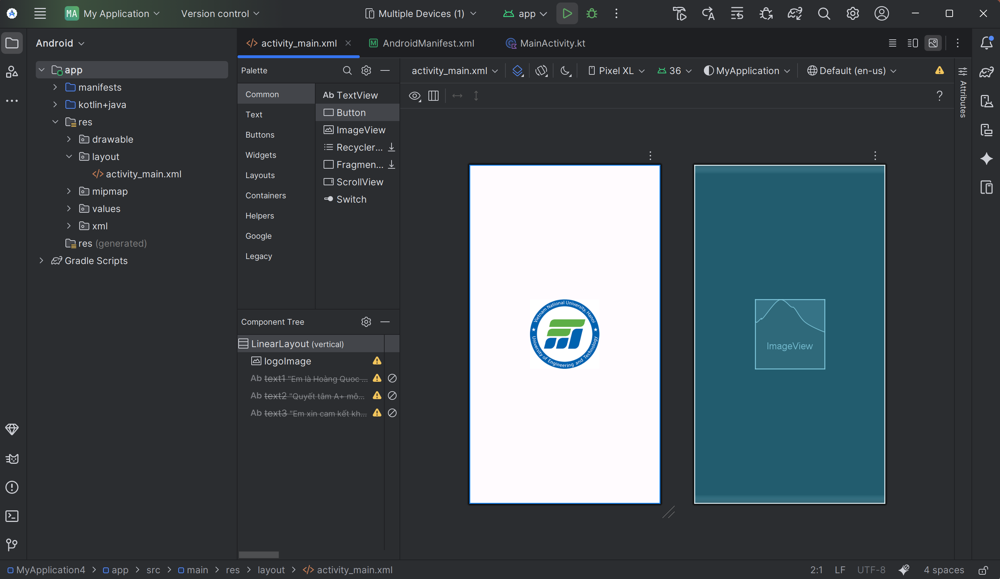 MA My Application
Version control
Multiple Devices (1)
app
Android
activity_main.xml
AndroidManifest.xml
MainActivity.kt
app
manifests
kotlin+java
res
drawable
layout
activity_main.xml
mipmap
values
xml
res (generated)
Gradle Scripts
Palette
Common
Text
Buttons
Widgets
Layouts
Containers
Helpers
Google
Legacy
Ab TextView
Button
ImageView
Recycler...
Fragmen...
ScrollView
Switch
Component Tree
LinearLayout (vertical)
logoImage
Ab text1 "Em là Hoàng Quoc ...
Ab text2 "Quyết tâm A+ mô...
Ab text3 "Em xin cam kết kh...
activity_main.xml
Pixel XL
36
MyApplication
Default (en-us)
?
Attributes
Vietnam National University, Hanoi
University of Engineering and Technology
ImageView
MyApplication4 > app > src > main > res > layout > activity_main.xml
2:1 LF UTF-8 4 spaces